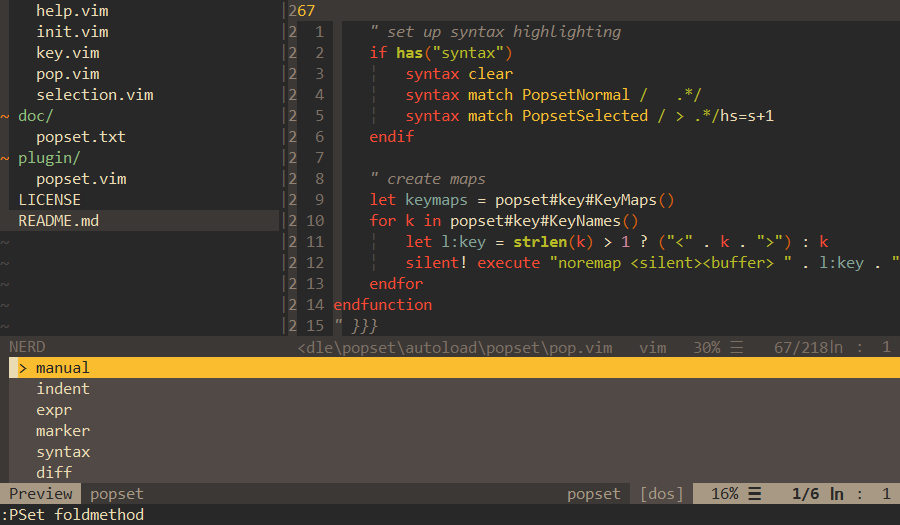 help.vim
init.vim
key.vim
pop.vim
selection.vim
~ doc/
popset.txt
~ plugin/
popset.vim
LICENSE
README.md
~
~
~
~
~
267
2 1 " set up syntax highlighting
2 2 if has("syntax")
2 3 ¦ syntax clear
2 4 ¦ syntax match PopsetNormal /   .*/
2 5 ¦ syntax match PopsetSelected / > .*/hs=s+1
2 6 endif
2 7
2 8 " create maps
2 9 let keymaps = popset#key#KeyMaps()
2 10 for k in popset#key#KeyNames()
2 11 ¦ let l:key = strlen(k) > 1 ? ("<" . k . ">") : k
2 12 ¦ silent! execute "noremap <silent><buffer> " . l:key . "
2 13 endfor
2 14 endfunction
2 15 " }}}
NERD <dle\popset\autoload\popset\pop.vim vim 30% ☰ 67/218㏑ : 1
> manual
indent
expr
marker
syntax
diff
Preview popset popset [dos] 16% ☰ 1/6 ㏑ : 1
:PSet foldmethod